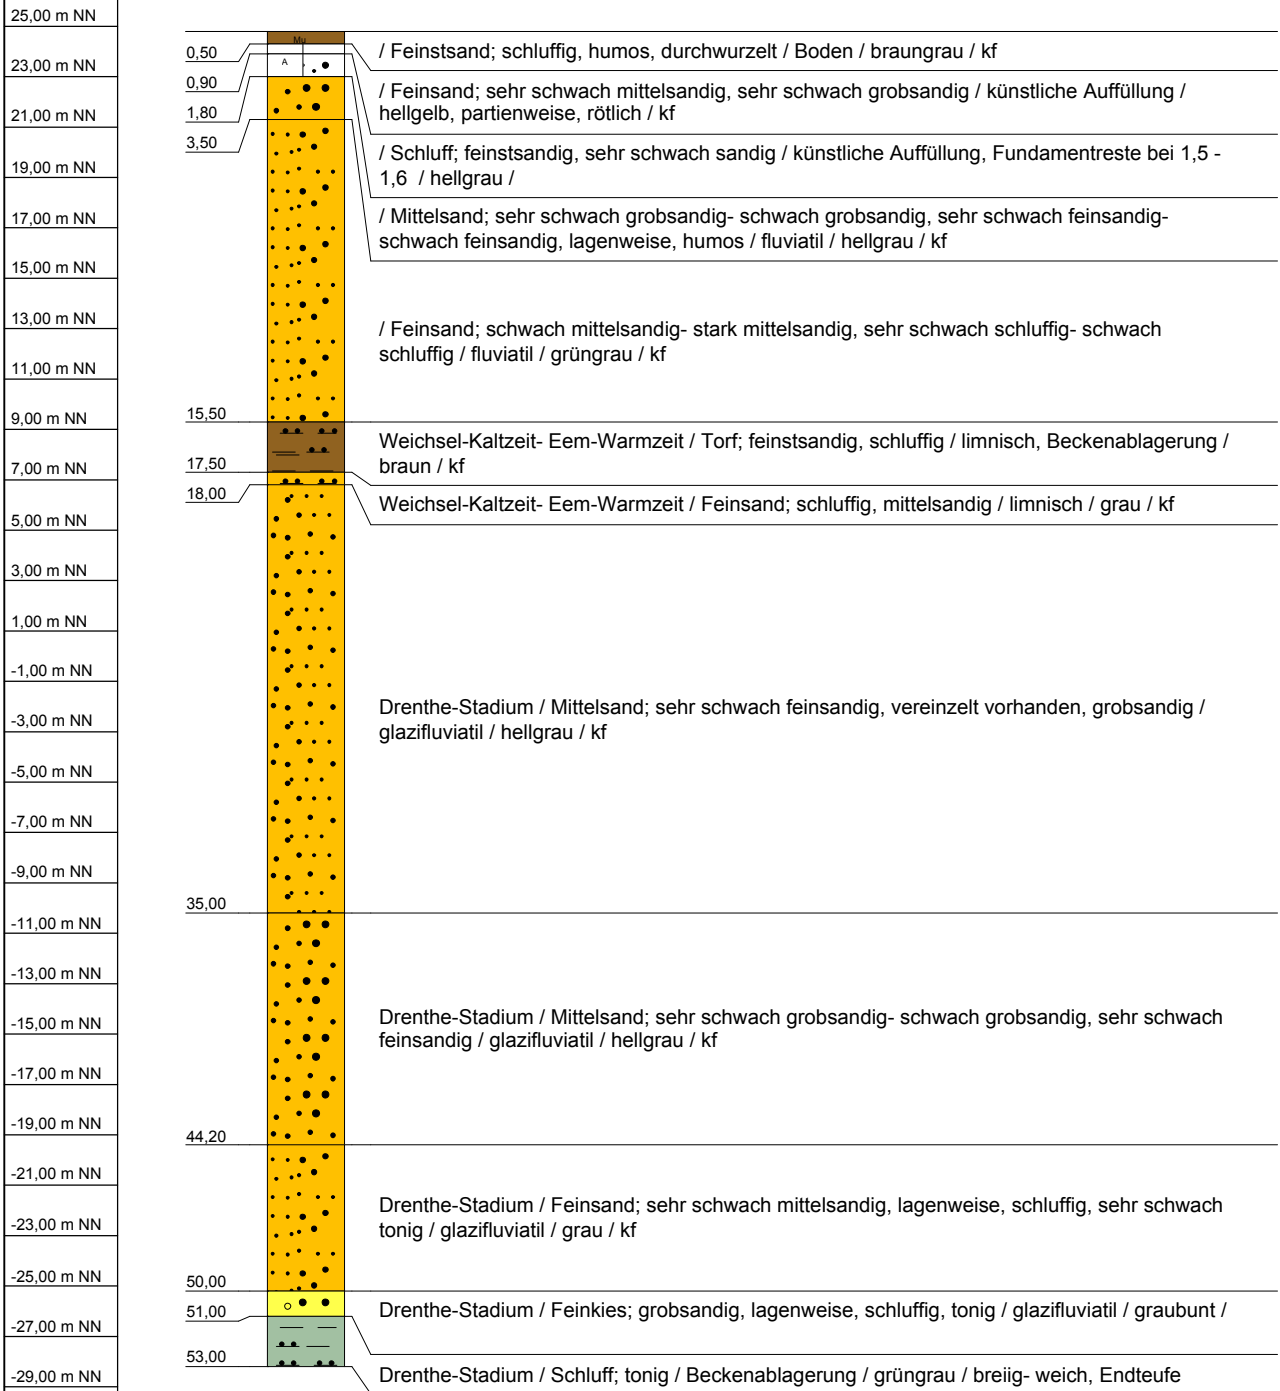 25,00 m NN
23,00 m NN
21,00 m NN
19,00 m NN
17,00 m NN
15,00 m NN
13,00 m NN
11,00 m NN
9,00 m NN
7,00 m NN
5,00 m NN
3,00 m NN
1,00 m NN
-1,00 m NN
-3,00 m NN
-5,00 m NN
-7,00 m NN
-9,00 m NN
-11,00 m NN
-13,00 m NN
-15,00 m NN
-17,00 m NN
-19,00 m NN
-21,00 m NN
-23,00 m NN
-25,00 m NN
-27,00 m NN
-29,00 m NN
0,50
0,90
1,80
3,50
15,50
17,50
18,00
35,00
44,20
50,00
51,00
53,00
Mu
A
/ Feinstsand; schluffig, humos, durchwurzelt / Boden / braungrau / kf
/ Feinsand; sehr schwach mittelsandig, sehr schwach grobsandig / künstliche Auffüllung /
hellgelb, partienweise, rötlich / kf
/ Schluff; feinstsandig, sehr schwach sandig / künstliche Auffüllung, Fundamentreste bei 1,5 -
1,6 / hellgrau /
/ Mittelsand; sehr schwach grobsandig- schwach grobsandig, sehr schwach feinsandig-
schwach feinsandig, lagenweise, humos / fluviatil / hellgrau / kf
/ Feinsand; schwach mittelsandig- stark mittelsandig, sehr schwach schluffig- schwach
schluffig / fluviatil / grüngrau / kf
Weichsel-Kaltzeit- Eem-Warmzeit / Torf; feinstsandig, schluffig / limnisch, Beckenablagerung /
braun / kf
Weichsel-Kaltzeit- Eem-Warmzeit / Feinsand; schluffig, mittelsandig / limnisch / grau / kf
Drenthe-Stadium / Mittelsand; sehr schwach feinsandig, vereinzelt vorhanden, grobsandig /
glazifluviatil / hellgrau / kf
Drenthe-Stadium / Mittelsand; sehr schwach grobsandig- schwach grobsandig, sehr schwach
feinsandig / glazifluviatil / hellgrau / kf
Drenthe-Stadium / Feinsand; sehr schwach mittelsandig, lagenweise, schluffig, sehr schwach
tonig / glazifluviatil / grau / kf
Drenthe-Stadium / Feinkies; grobsandig, lagenweise, schluffig, tonig / glazifluviatil / graubunt /
Drenthe-Stadium / Schluff; tonig / Beckenablagerung / grüngrau / breiig- weich, Endteufe